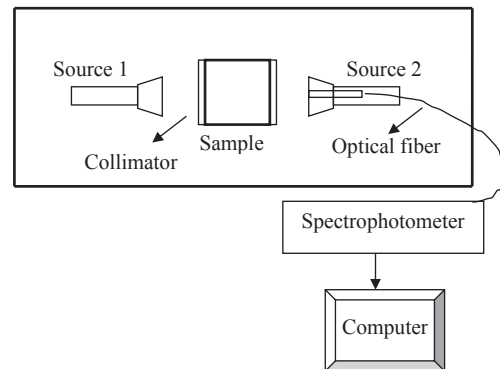 Source 1
Source 2
Sample
Optical fiber
Collimator
Spectrophotometer
Computer